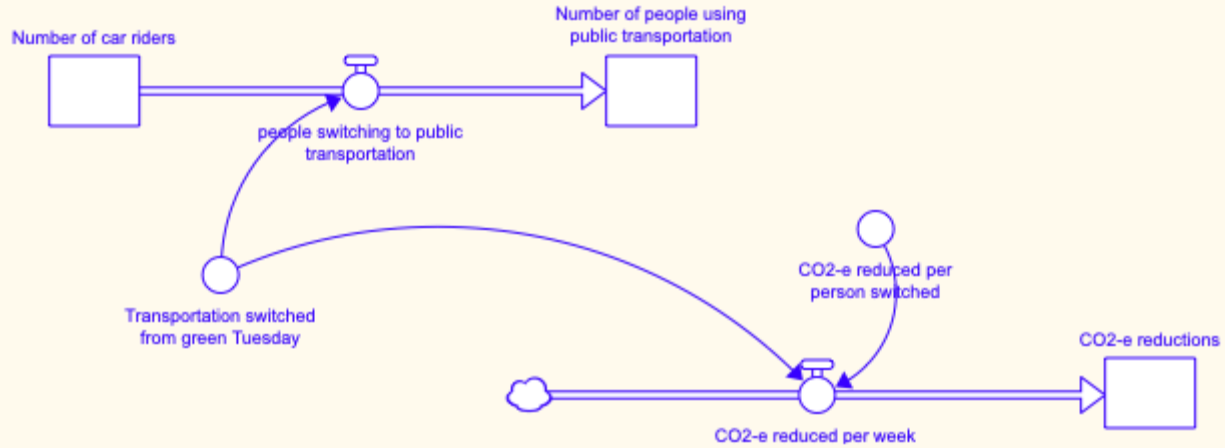 Number of car riders
Number of people using
public transportation
people switching to public
transportation
CO2-e reduced per
person switched
Transportation switched
from green Tuesday
CO2-e reductions
CO2-e reduced per week